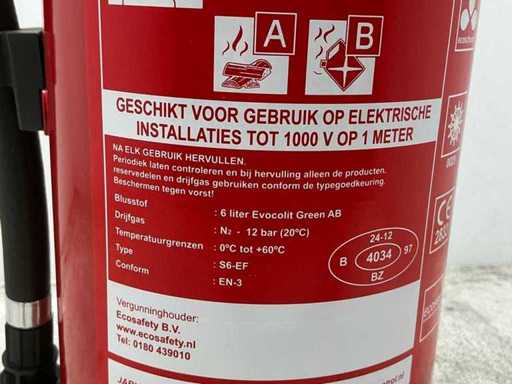 A
B
GESCHIKT VOOR GEBRUIK OP ELEKTRISCHE
INSTALLATIES TOT 1000 V OP 1 METER
NA ELK GEBRUIK HERVULLEN.
Periodiek laten controleren en bij hervulling alleen de producten,
reservedelen en drijfgas gebruiken conform de typegoedkeuring.
Beschermen tegen vorst!
Blusstof : 6 liter Evocolit Green AB
Drijfgas : N2 - 12 bar (20ºC)
Temperatuurgrenzen : 0ºC tot +60ºC
Type : S6-EF
Conform : EN-3
24-12
B 4034 97
BZ
Vergunninghouder:
Ecosafety B.V.
www.ecosafety.nl
Tel: 0180 439010